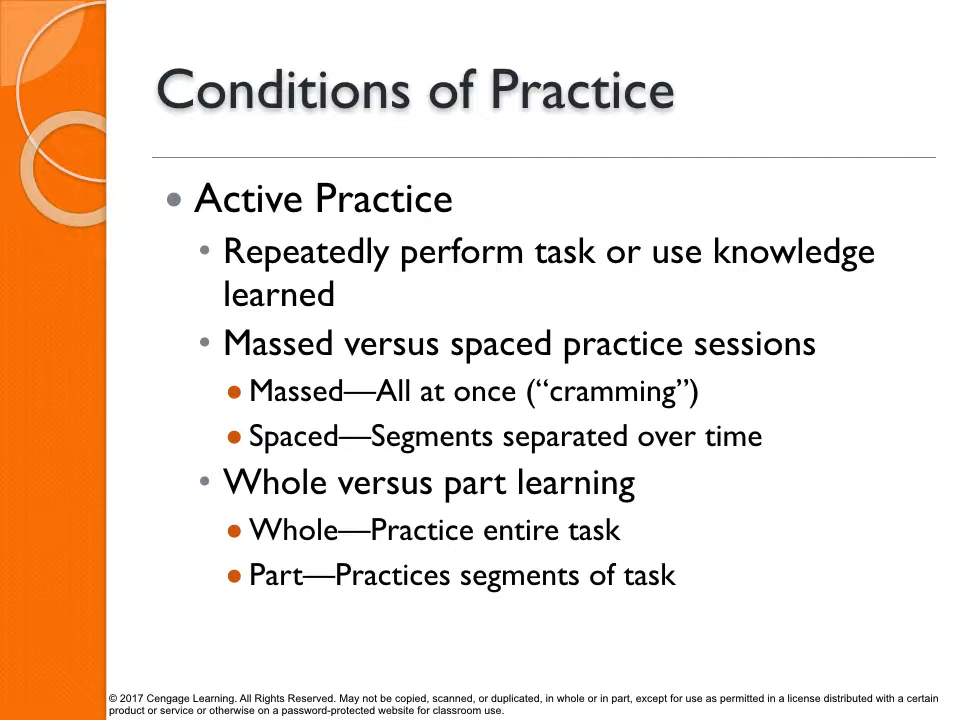 Conditions of Practice
• Active Practice
• Repeatedly perform task or use knowledge
learned
• Massed versus spaced practice sessions
• Massed—All at once (“cramming”)
• Spaced—Segments separated over time
• Whole versus part learning
• Whole—Practice entire task
• Part—Practices segments of task
© 2017 Cengage Learning. All Rights Reserved. May not be copied, scanned, or duplicated, in whole or in part, except for use as permitted in a license distributed with a certain
product or service or otherwise on a password-protected website for classroom use.